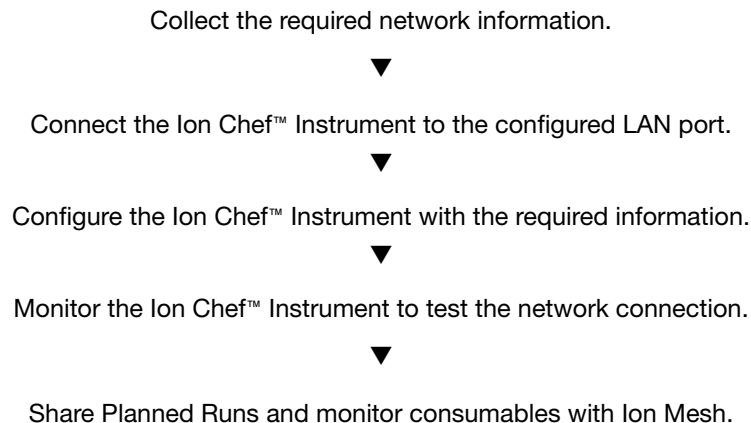 Collect the required network information.
▼
Connect the Ion Chef™ Instrument to the configured LAN port.
▼
Configure the Ion Chef™ Instrument with the required information.
▼
Monitor the Ion Chef™ Instrument to test the network connection.
▼
Share Planned Runs and monitor consumables with Ion Mesh.